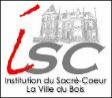 isc
Institution du Sacré-Coeur
La Ville du Bois